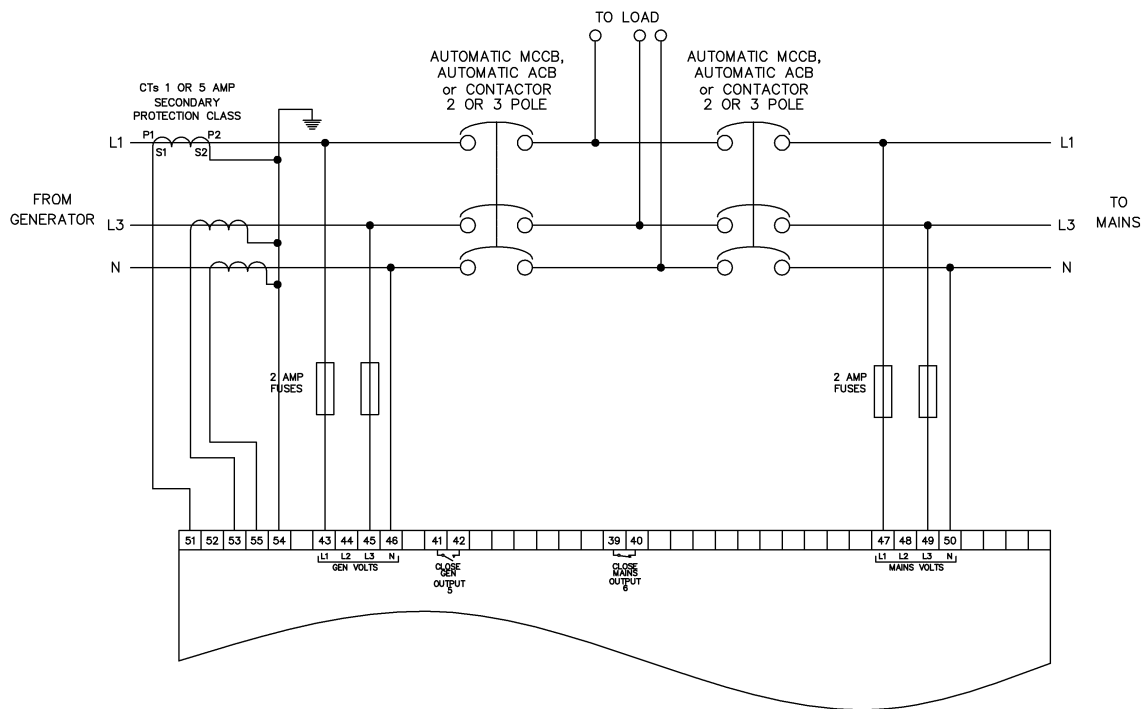 TO LOAD
AUTOMATIC MCCB,
AUTOMATIC ACB
or CONTACTOR
2 OR 3 POLE
AUTOMATIC MCCB,
AUTOMATIC ACB
or CONTACTOR
2 OR 3 POLE
CTs 1 OR 5 AMP
SECONDARY
PROTECTION CLASS
P1 P2
L1 S1 S2 L1
FROM
GENERATOR
L3 L3
TO
MAINS
N N
2 AMP
FUSES
2 AMP
FUSES
51 52 53 55 54 43 44 45 46 41 42 39 40 47 48 49 50
L1 L2 L3 N
GEN VOLTS
CLOSE
GEN
OUTPUT
5
CLOSE
MAINS
OUTPUT
6
L1 L2 L3 N
MAINS VOLTS